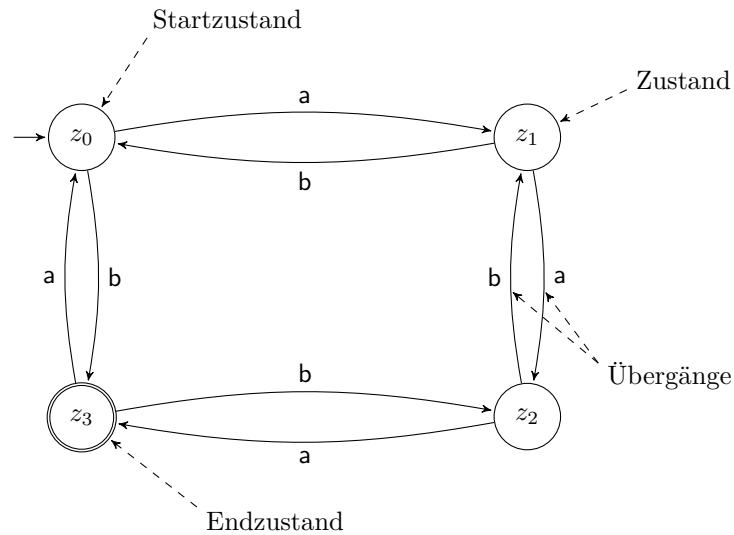 Startzustand
Zustand
a
z0
z1
b
a
b
b
a
Übergänge
b
z3
z2
a
Endzustand